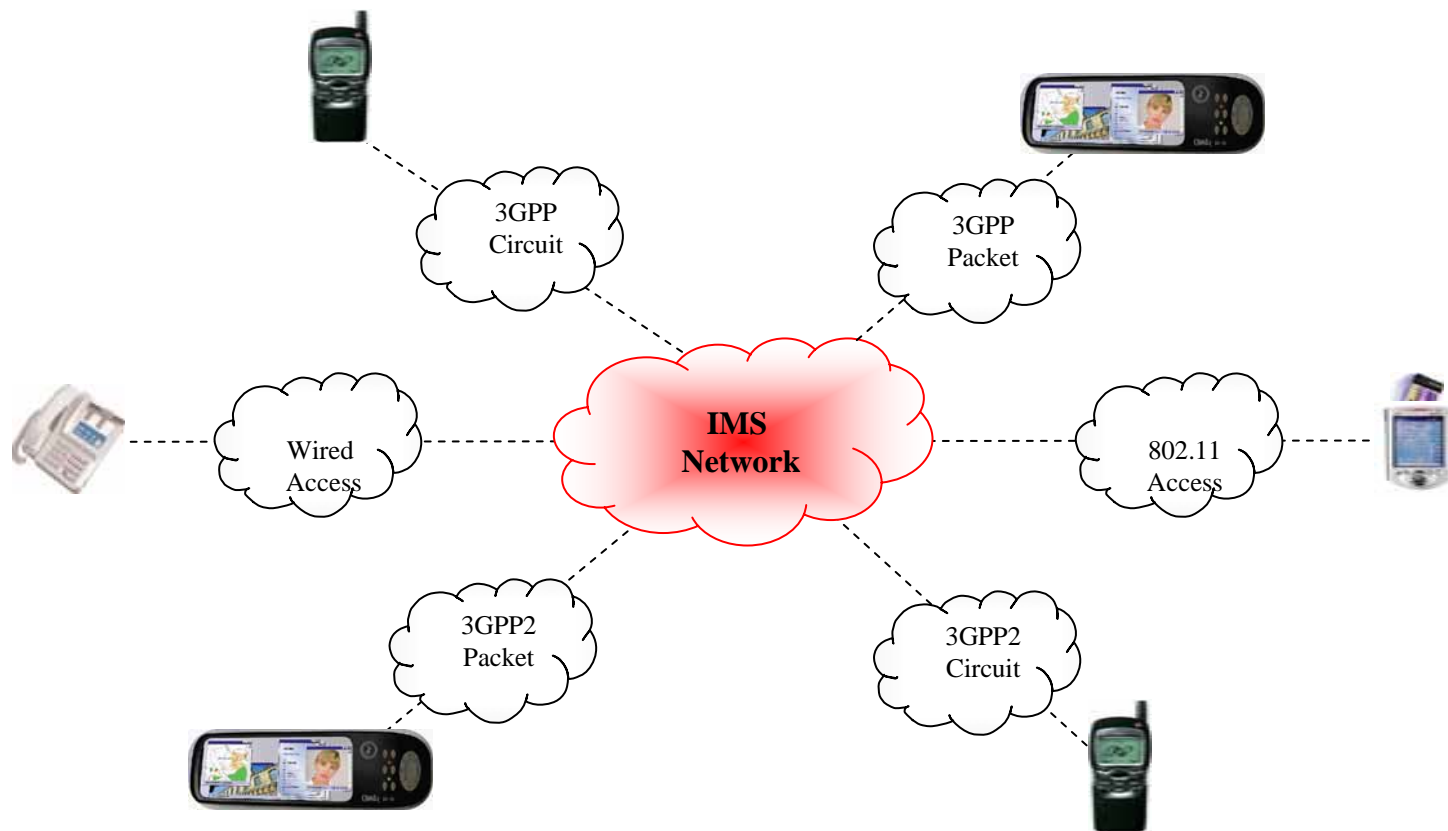 3GPP
Circuit
3GPP
Packet
IMS
Network
Wired
Access
802.11
Access
3GPP2
Packet
3GPP2
Circuit